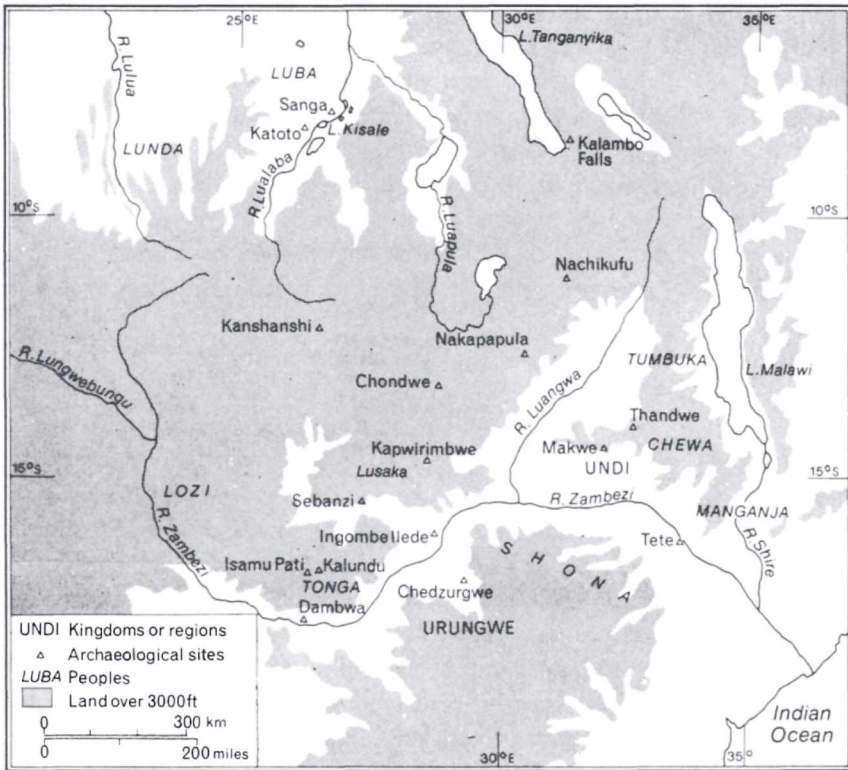 25°E
30°E
35°E
L.Tanganyika
R. Lulua
LUBA
Sanga
Katoto
L.Kisale
LUNDA
R.Lualaba
Kalambo
Falls
10°S
10°S
R. Luapula
Nachikufu
Kanshanshi
Nakapapula
R. Lungwebungu
TUMBUKA
L.Malawi
Chondwe
R. Luangwa
Thandwe
Kapwirimbwe
Makwe
CHEWA
Lusaka
UNDI
15°S
15°S
LOZI
Sebanzi
R. Zambezi
MANGANJA
R. Zambezi
Ingombe Ilede
Tete
R. Shire
SHONA
Isamu Pati
Kalundu
TONGA
Chedzurgwe
Dambwa
URUNGWE
UNDI Kingdoms or regions
Archaeological sites
LUBA Peoples
Land over 3000ft
0 300 km
0 200 miles
Indian
Ocean
30°E
35°